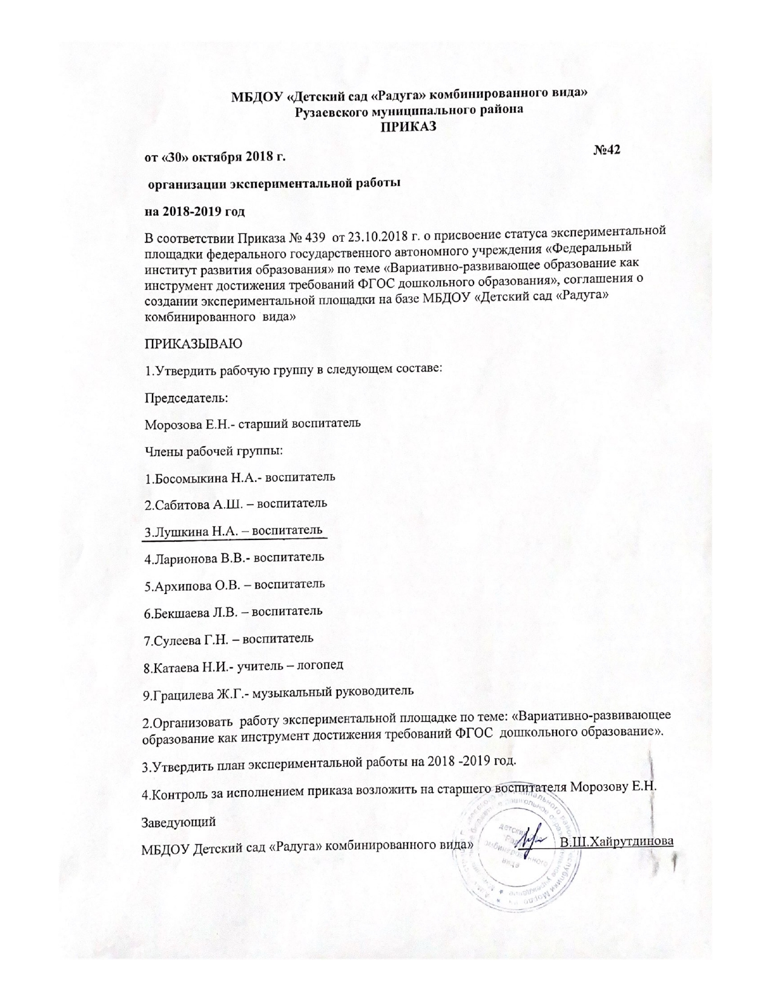 МБДОУ «Детский сад «Радуга» комбинированного вида»
Рузаевского муниципального района
ПРИКАЗ
от «30» октября 2018 г. №42
организации экспериментальной работы
на 2018-2019 год
В соответствии Приказа № 439 от 23.10.2018 г. о присвоение статуса экспериментальной
площадки федерального государственного автономного учреждения «Федеральный
институт развития образования» по теме «Вариативно-развивающее образование как
инструмент достижения требований ФГОС дошкольного образования», соглашения о
создании экспериментальной площадки на базе МБДОУ «Детский сад «Радуга»
комбинированного вида»
ПРИКАЗЫВАЮ
1.Утвердить рабочую группу в следующем составе:
Председатель:
Морозова Е.Н.- старший воспитатель
Члены рабочей группы:
1.Босомыкина Н.А.- воспитатель
2.Сабитова А.Ш. – воспитатель
3.Лушкина Н.А. – воспитатель
4.Ларионова В.В.- воспитатель
5.Архипова О.В. – воспитатель
6.Бекшаева Л.В. – воспитатель
7.Сулеева Г.Н. – воспитатель
8.Катаева Н.И.- учитель – логопед
9.Грацилева Ж.Г.- музыкальный руководитель
2.Организовать работу экспериментальной площадке по теме: «Вариативно-развивающее
образование как инструмент достижения требований ФГОС дошкольного образование».
3.Утвердить план экспериментальной работы на 2018 -2019 год.
4.Контроль за исполнением приказа возложить на старшего воспитателя Морозову Е.Н.
Заведующий
МБДОУ Детский сад «Радуга» комбинированного вида» В.Ш.Хайрутдинова